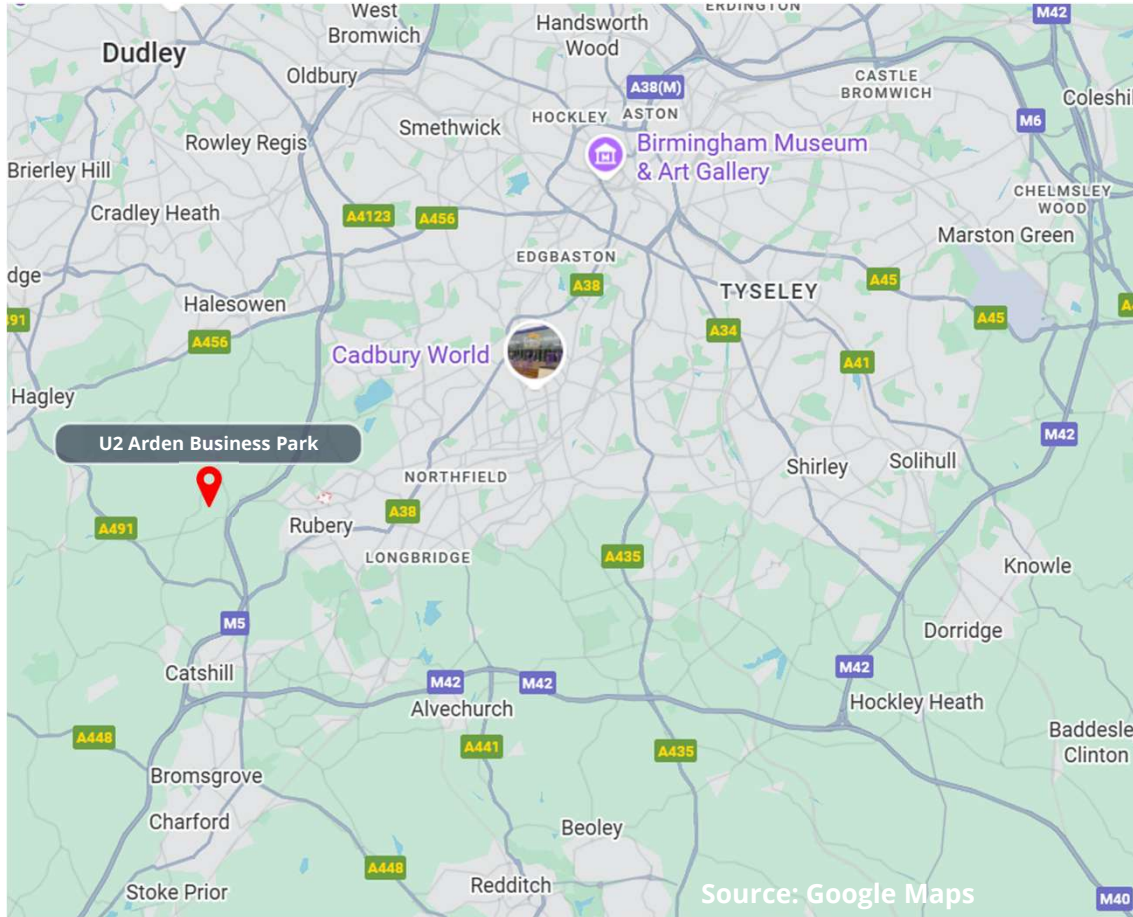 ERDINGTON
M42
West
Bromwich
Handsworth
Wood
Dudley
Oldbury
A38(M)
CASTLE
BROMWICH
Coleshil
M6
HOCKLEY
ASTON
Smethwick
Rowley Regis
Birmingham Museum
& Art Gallery
Brierley Hill
CHELMSLEY
WOOD
Cradley Heath
A4123
A456
Marston Green
EDGBASTON
dge
A38
TYSELEY
A45
Halesowen
A45
A491
A34
A456
Cadbury World
A41
Hagley
M42
U2 Arden Business Park
Shirley
Solihull
NORTHFIELD
A38
A491
Rubery
LONGBRIDGE
A435
Knowle
M5
Dorridge
Catshill
M42
M42
M42
Alvechurch
Hockley Heath
A448
A441
A435
Baddesle
Clinton
Bromsgrove
Charford
Beoley
A448
Stoke Prior
Redditch
Source: Google Maps
M40